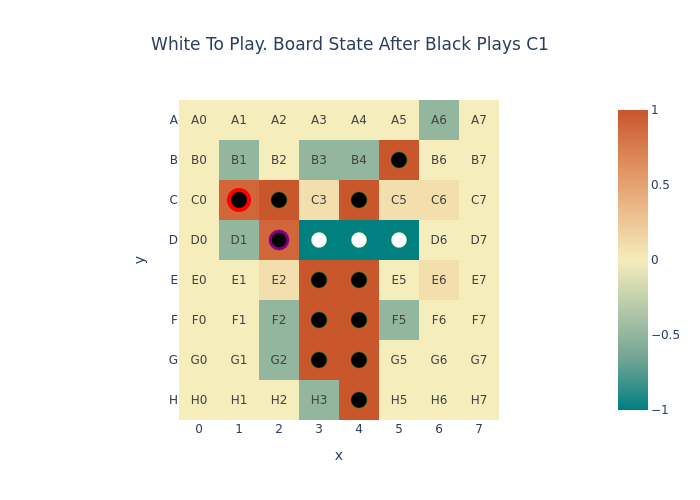 White To Play. Board State After Black Plays C1
A A0 A1 A2 A3 A4 A5 A6 A7
B B0 B1 B2 B3 B4 B6 B7
C C0 C3 C5 C6 C7
D D0 D1 D6 D7
E E0 E1 E2 E5 E6 E7
F F0 F1 F2 F5 F6 F7
G G0 G1 G2 G5 G6 G7
H H0 H1 H2 H3 H5 H6 H7
0 1 2 3 4 5 6 7
x
y
1
0.5
0
−0.5
−1